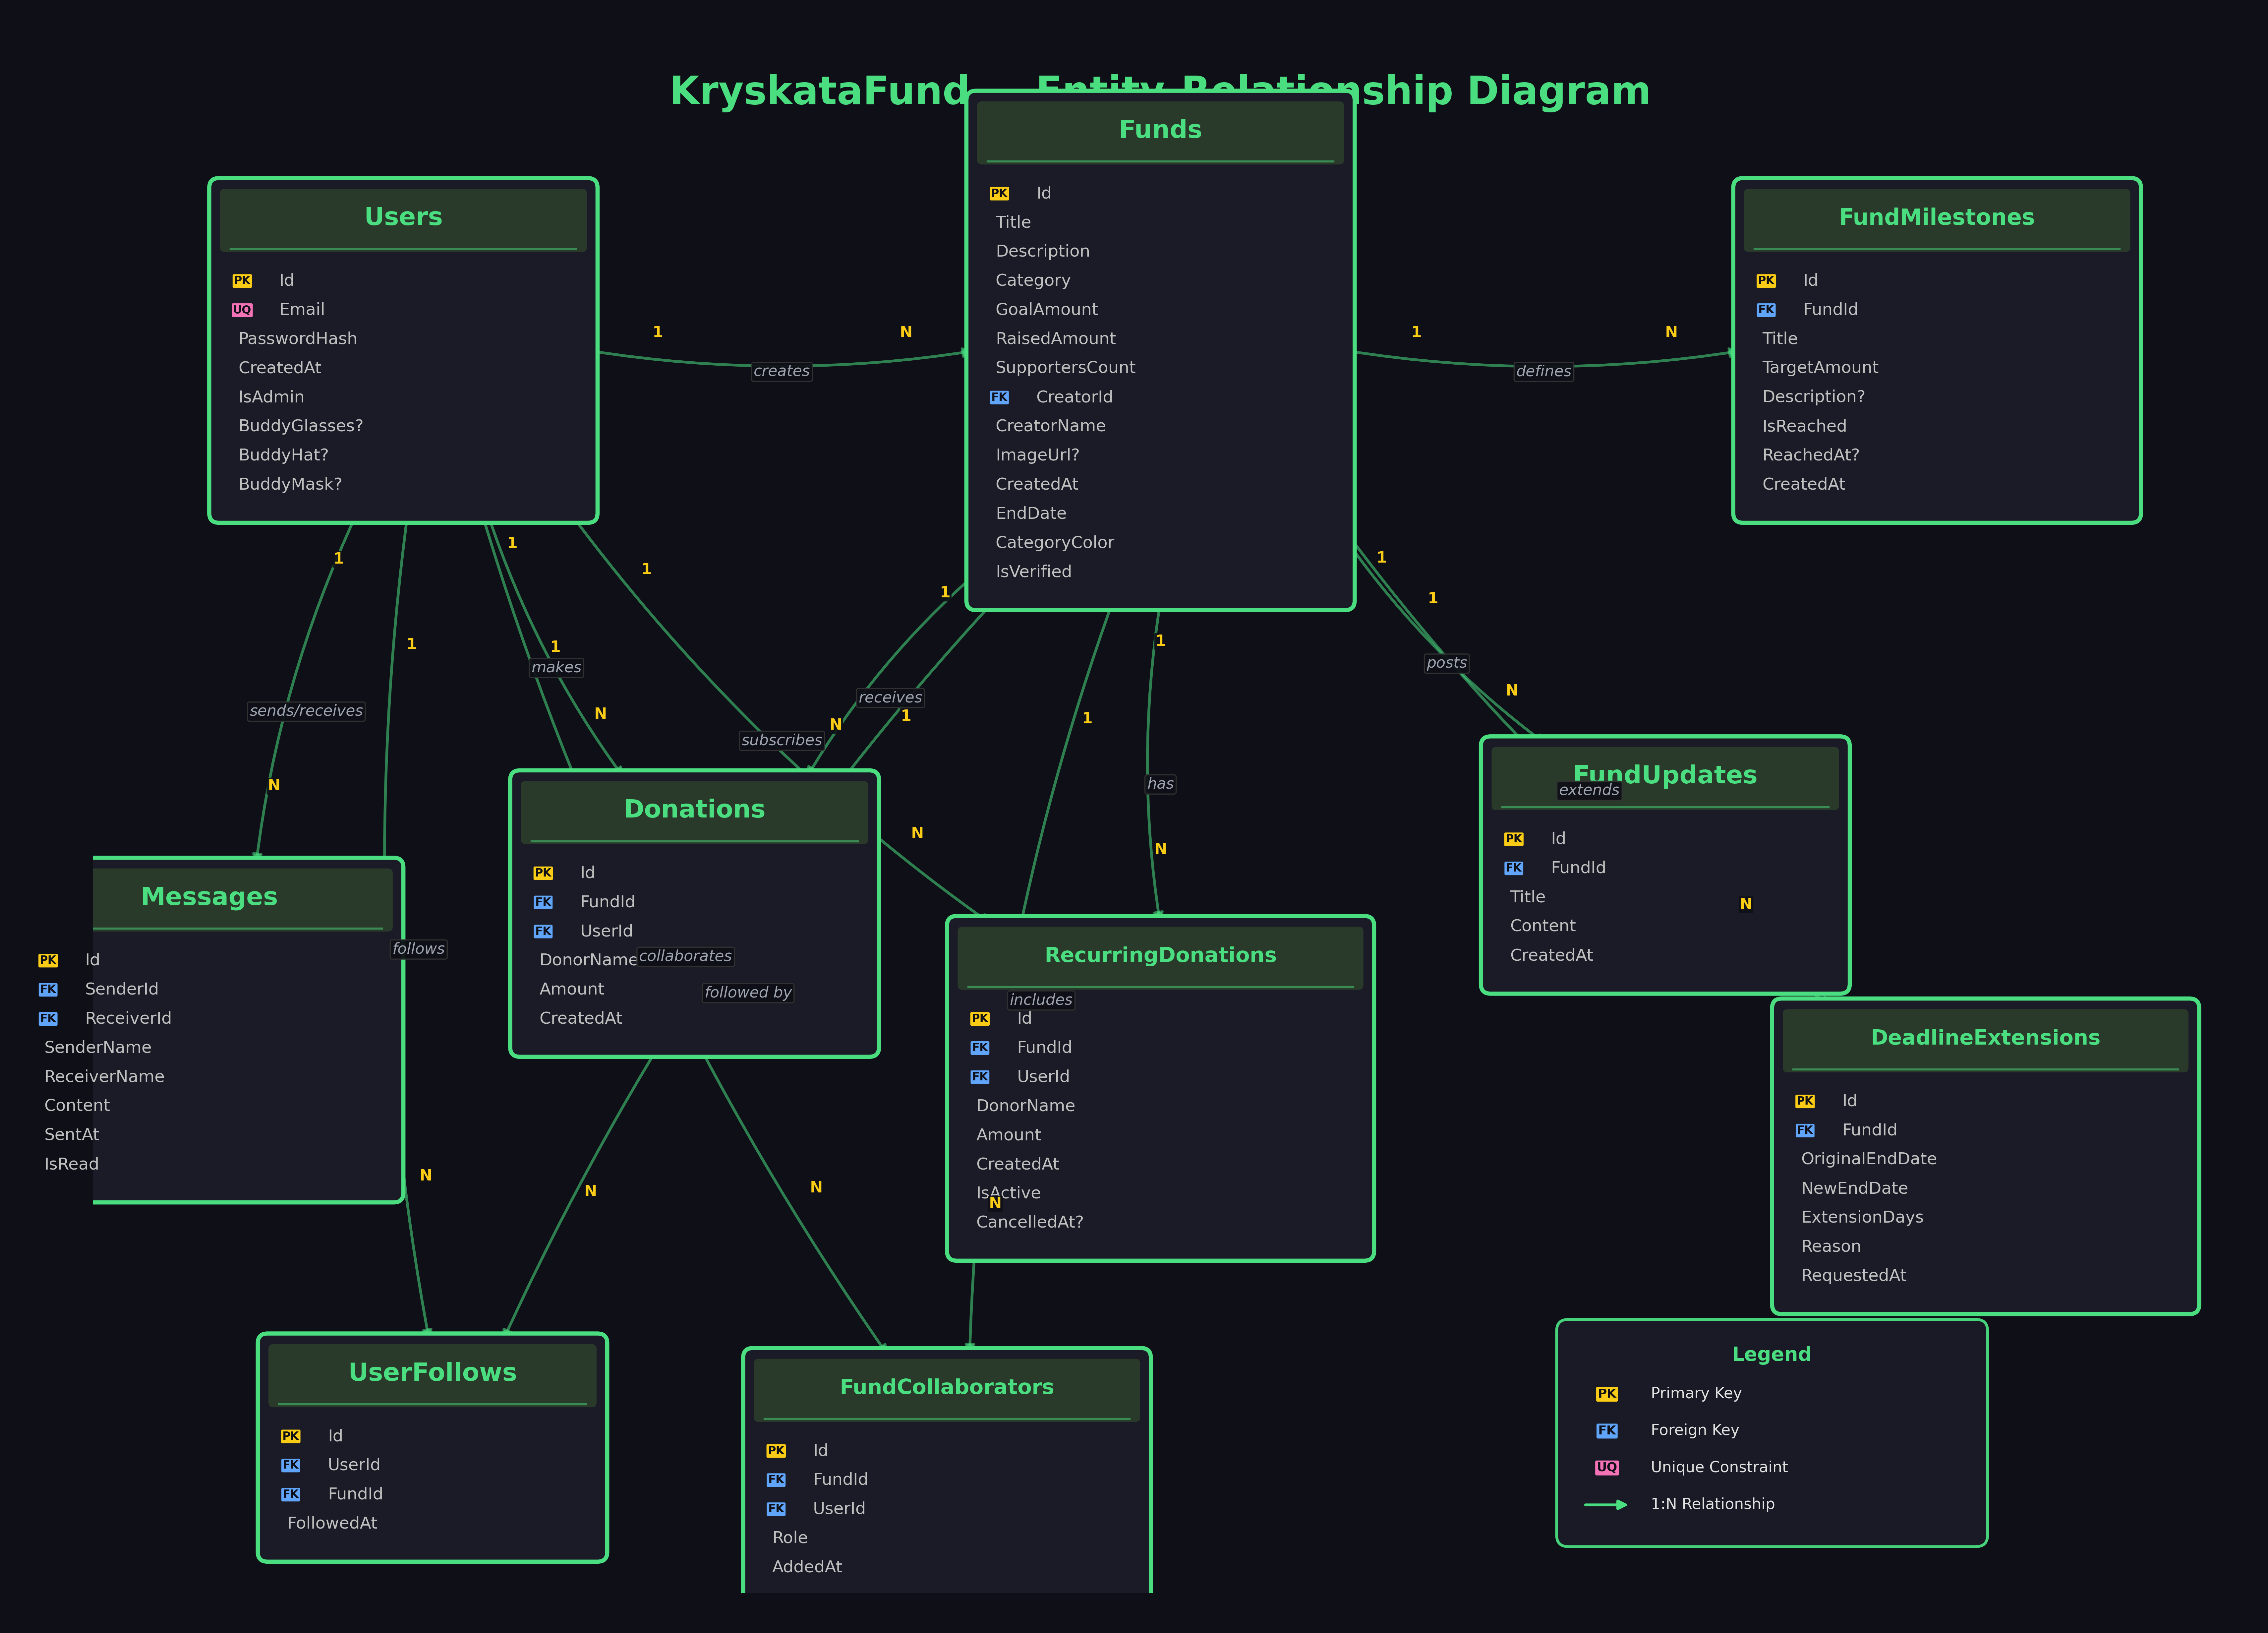 KryskataFund Entity Relationship Diagram
Funds
PK Id
Title
Description
Category
GoalAmount
RaisedAmount
SupportersCount
FK CreatorId
CreatorName
ImageUrl?
CreatedAt
EndDate
CategoryColor
IsVerified
Users
PK Id
UQ Email
PasswordHash
CreatedAt
IsAdmin
BuddyGlasses?
BuddyHat?
BuddyMask?
FundMilestones
PK Id
FK FundId
Title
TargetAmount
Description?
IsReached
ReachedAt?
CreatedAt
1
creates
N
1
defines
N
1
sends/receives
N
1
follows
N
1
makes
N
1
collaborates
N
1
subscribes
N
1
receives
N
1
followed by
N
1
includes
N
1
has
N
1
posts
N
1
extends
N
Messages
PK Id
FK SenderId
FK ReceiverId
SenderName
ReceiverName
Content
SentAt
IsRead
Donations
PK Id
FK FundId
FK UserId
DonorName
Amount
CreatedAt
RecurringDonations
PK Id
FK FundId
FK UserId
DonorName
Amount
CreatedAt
IsActive
CancelledAt?
FundUpdates
PK Id
FK FundId
Title
Content
CreatedAt
DeadlineExtensions
PK Id
FK FundId
OriginalEndDate
NewEndDate
ExtensionDays
Reason
RequestedAt
UserFollows
PK Id
FK UserId
FK FundId
FollowedAt
FundCollaborators
PK Id
FK FundId
FK UserId
Role
AddedAt
Legend
PK Primary Key
FK Foreign Key
UQ Unique Constraint
1:N Relationship